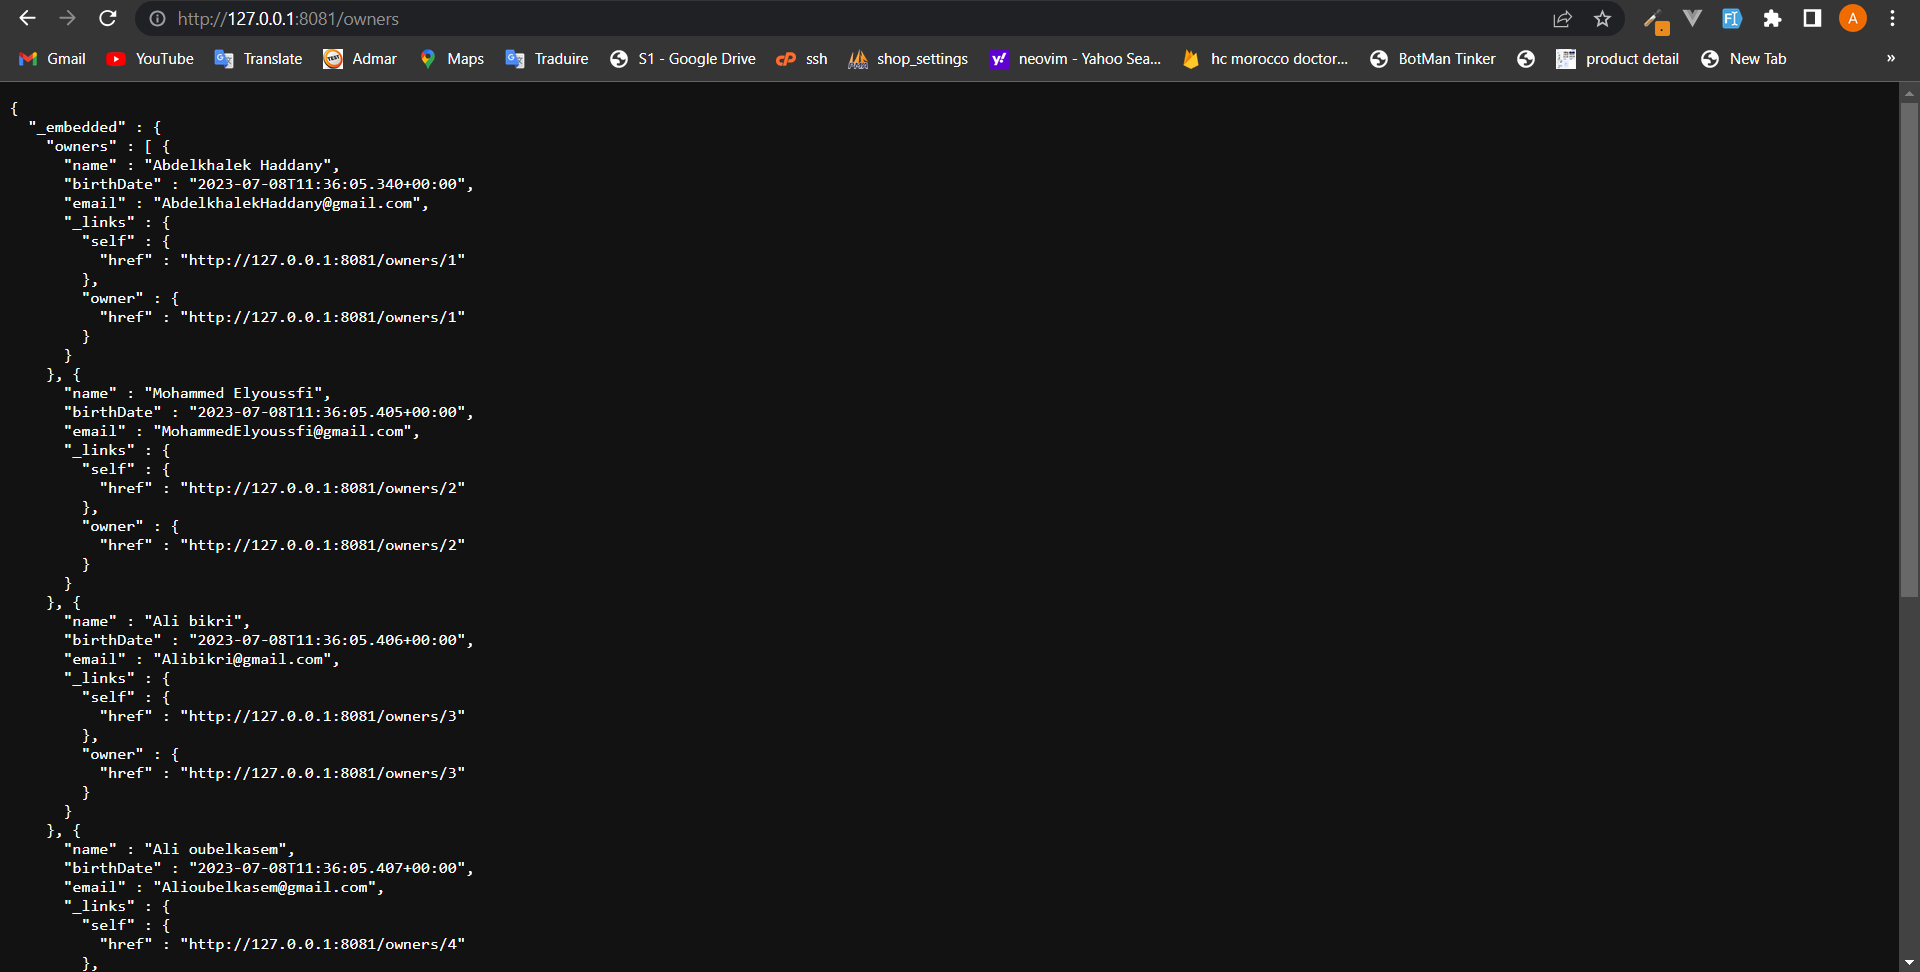 http://127.0.0.1:8081/owners
A
Gmail YouTube Translate Admar Maps Traduire S1 - Google Drive ssh shop_settings neovim - Yahoo Sea... hc morocco doctor... BotMan Tinker product detail New Tab »
{
"_embedded" : {
"owners" : [ {
"name" : "Abdelkhalek Haddany",
"birthDate" : "2023-07-08T11:36:05.340+00:00",
"email" : "AbdelkhalekHaddany@gmail.com",
"_links" : {
"self" : {
"href" : "http://127.0.0.1:8081/owners/1"
},
"owner" : {
"href" : "http://127.0.0.1:8081/owners/1"
}
}
}, {
"name" : "Mohammed Elyoussfi",
"birthDate" : "2023-07-08T11:36:05.405+00:00",
"email" : "MohammedElyoussfi@gmail.com",
"_links" : {
"self" : {
"href" : "http://127.0.0.1:8081/owners/2"
},
"owner" : {
"href" : "http://127.0.0.1:8081/owners/2"
}
}
}, {
"name" : "Ali bikri",
"birthDate" : "2023-07-08T11:36:05.406+00:00",
"email" : "Alibikri@gmail.com",
"_links" : {
"self" : {
"href" : "http://127.0.0.1:8081/owners/3"
},
"owner" : {
"href" : "http://127.0.0.1:8081/owners/3"
}
}
}, {
"name" : "Ali oubelkasem",
"birthDate" : "2023-07-08T11:36:05.407+00:00",
"email" : "Alioubelkasem@gmail.com",
"_links" : {
"self" : {
"href" : "http://127.0.0.1:8081/owners/4"
},